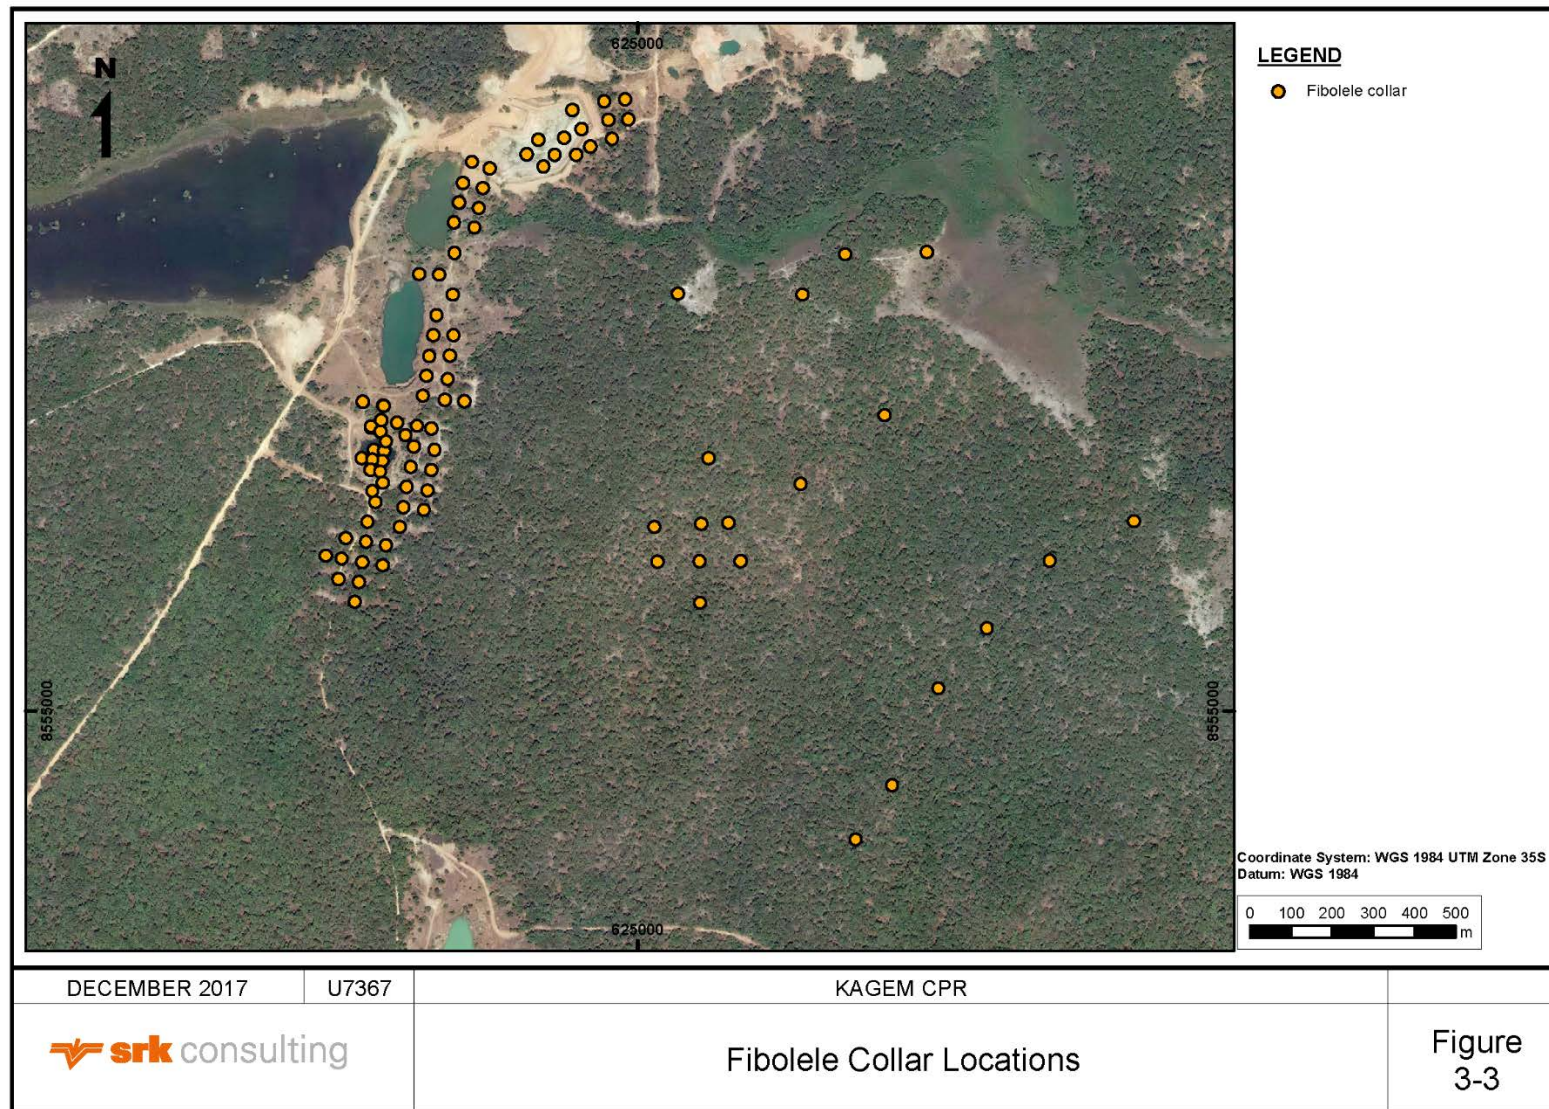 625000
N
LEGEND
Fibolele collar
8555000
8555000
625000
Coordinate System: WGS 1984 UTM Zone 35S
Datum: WGS 1984
0 100 200 300 400 500
m
DECEMBER 2017
U7367
KAGEM CPR
srk consulting
Fibolele Collar Locations
Figure
3-3